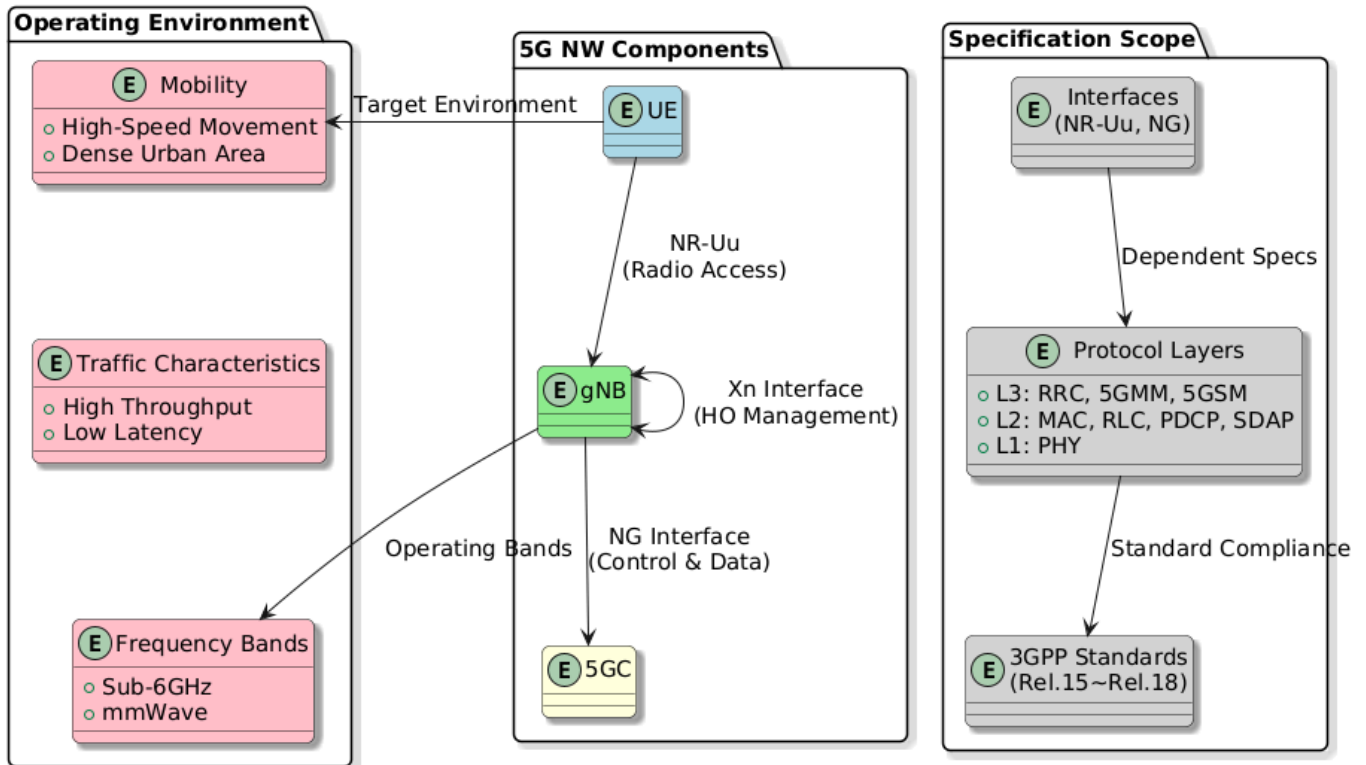 Operating Environment
E Mobility
High-Speed Movement
Dense Urban Area
E Traffic Characteristics
High Throughput
Low Latency
E Frequency Bands
Sub-6GHz
mmWave
Target Environment
Operating Bands
5G NW Components
E UE
NR-Uu
(Radio Access)
E gNB
Xn Interface
(HO Management)
NG Interface
(Control & Data)
E 5GC
Specification Scope
E Interfaces
(NR-Uu, NG)
Dependent Specs
E Protocol Layers
L3: RRC, 5GMM, 5GSM
L2: MAC, RLC, PDCP, SDAP
L1: PHY
Standard Compliance
E 3GPP Standards
(Rel.15~Rel.18)